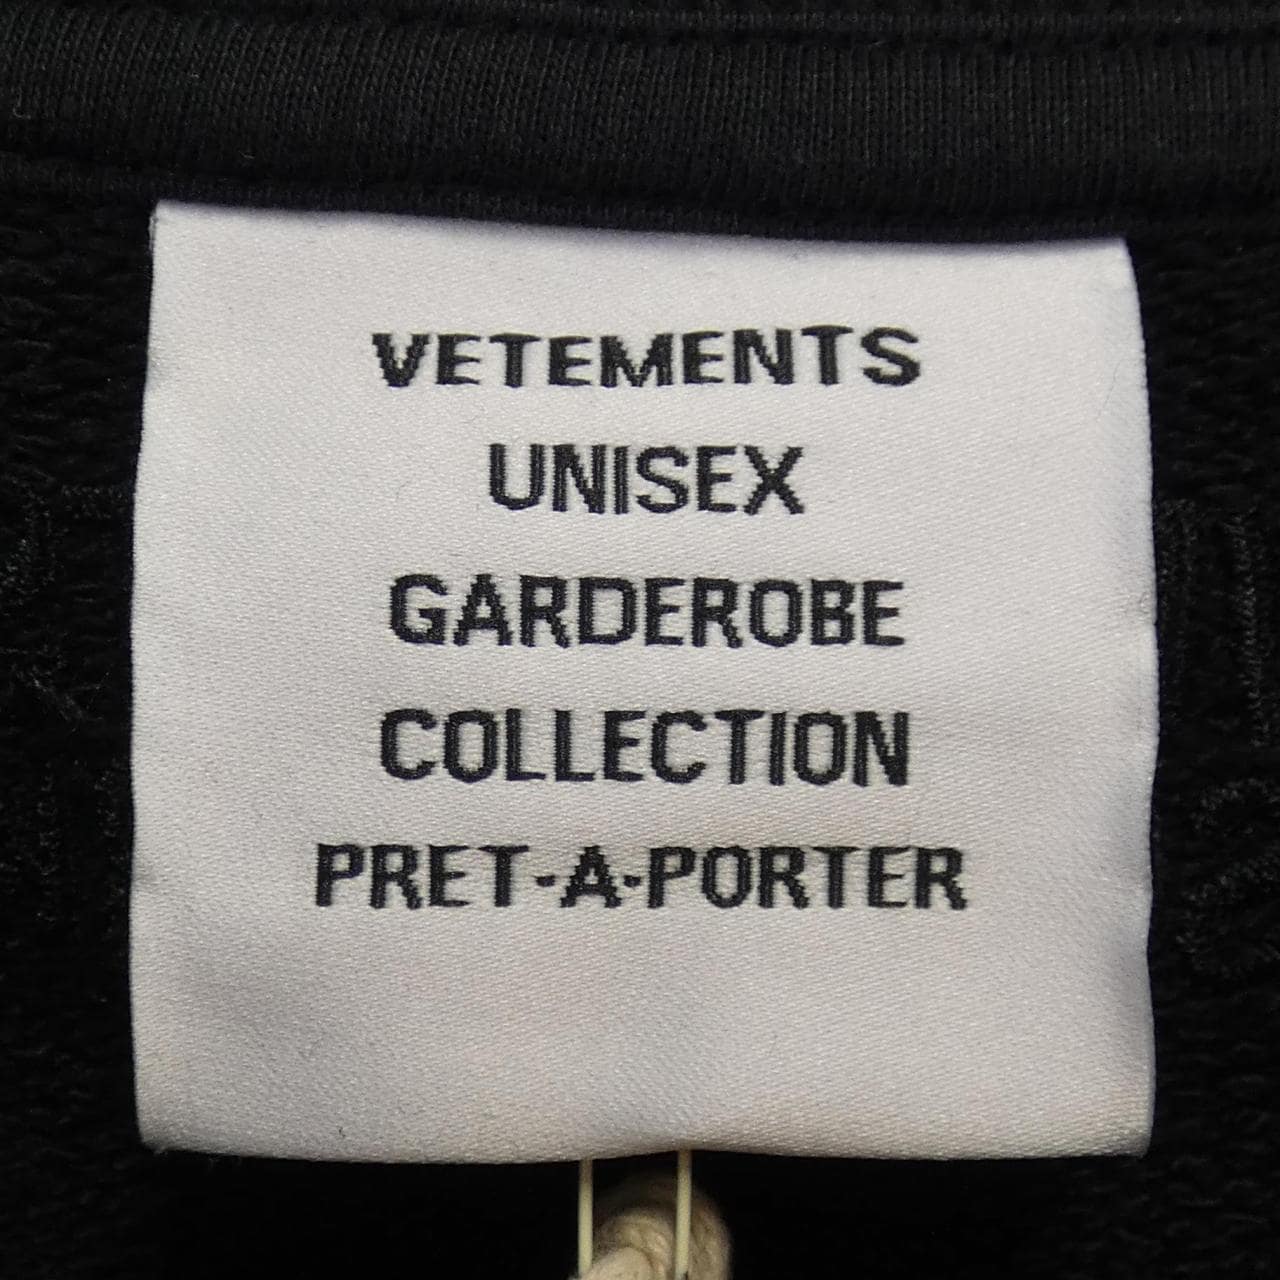 VETEMENTS
UNISEX
GARDEROBE
COLLECTION
PRET-A-PORTER